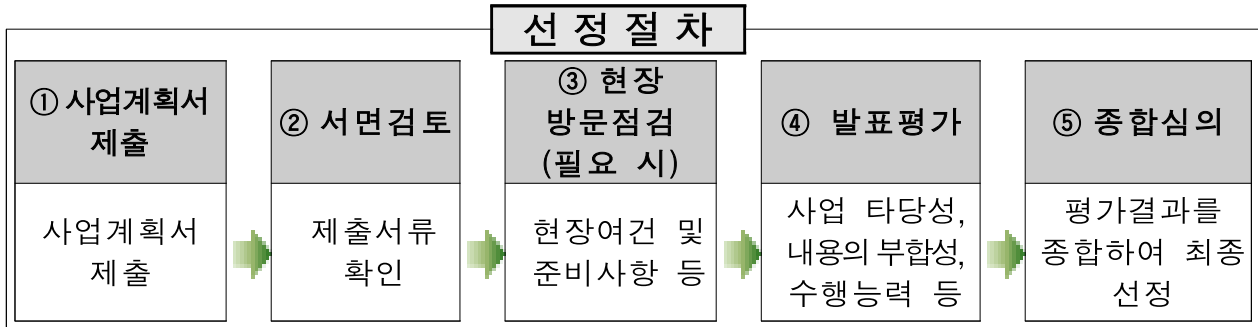 선정절차
① 사업계획서
제출
② 서면검토
③ 현장
방문점검
(필요 시)
④ 발표평가
⑤ 종합심의
사업계획서
제출
제출서류
확인
현장여건 및
준비사항 등
사업 타당성,
내용의 부합성,
수행능력 등
평가결과를
종합하여 최종
선정